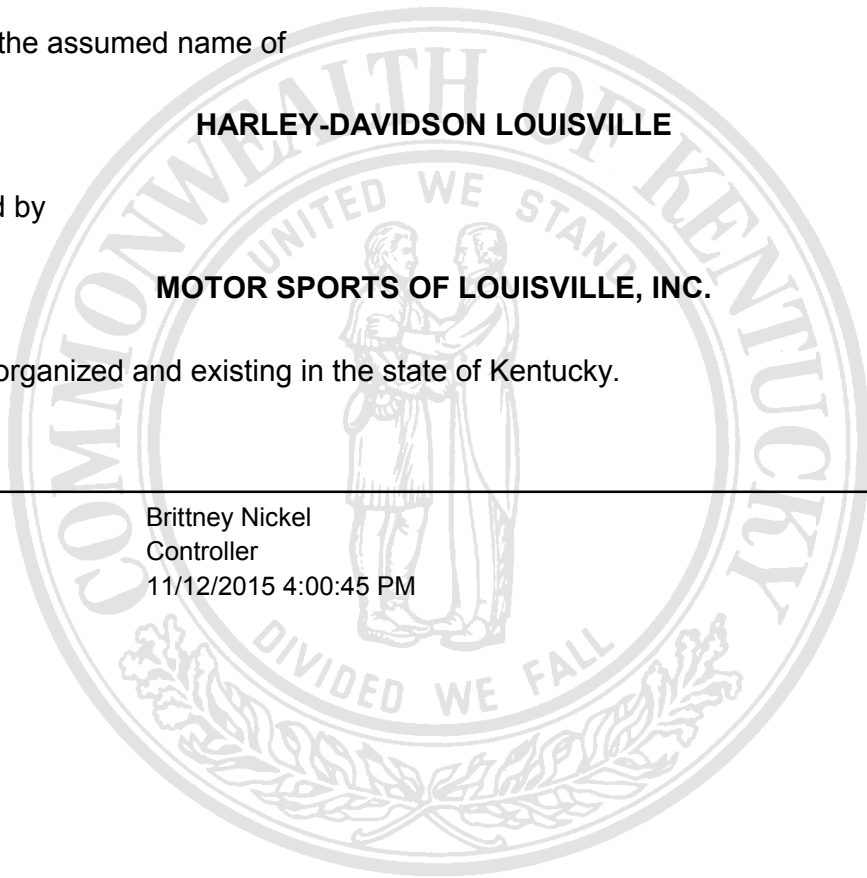 the assumed name of
HARLEY-DAVIDSON LOUISVILLE
d by
MOTOR SPORTS OF LOUISVILLE, INC.
organized and existing in the state of Kentucky.
Brittney Nickel
Controller
11/12/2015 4:00:45 PM
COMMONWEALTH OF KENTUCKY
UNITED WE STAND
DIVIDED WE FALL